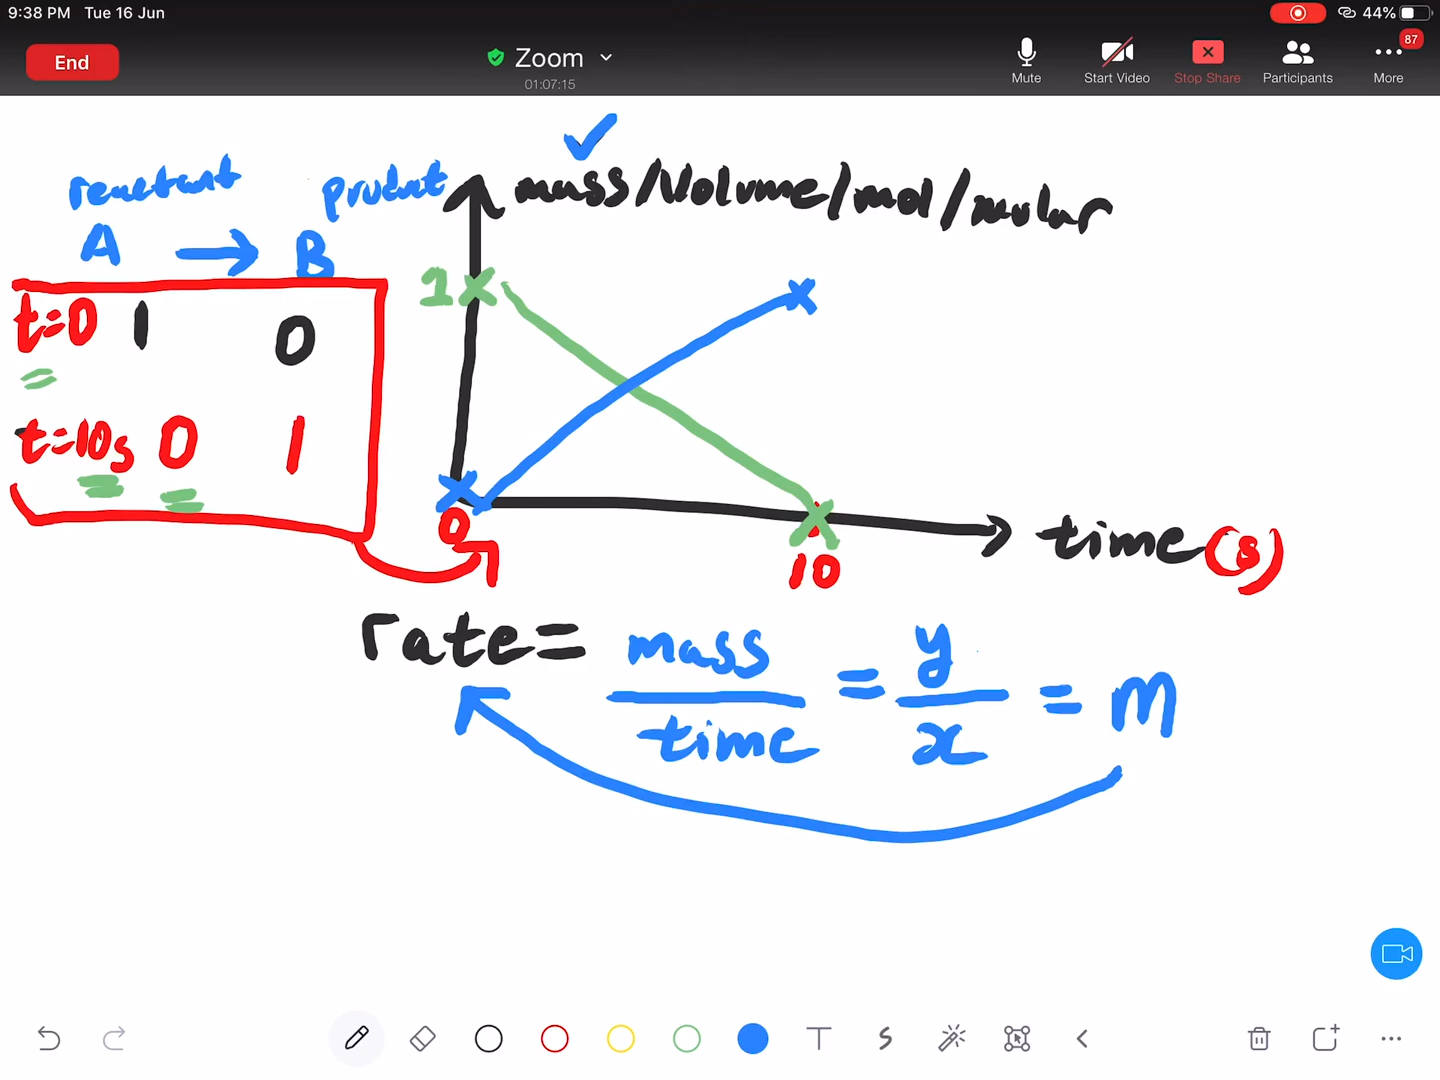 9:38 PM Tue 16 Jun
44%
End
Zoom
01:07:15
Mute
Start Video
Stop Share
Participants
87
More
reactant product
A → B
mass/Volume/mol/molar
t=0 1 0
t=10s 0 1
1
0
10
time(s)
rate = mass/time = y/x = m
T